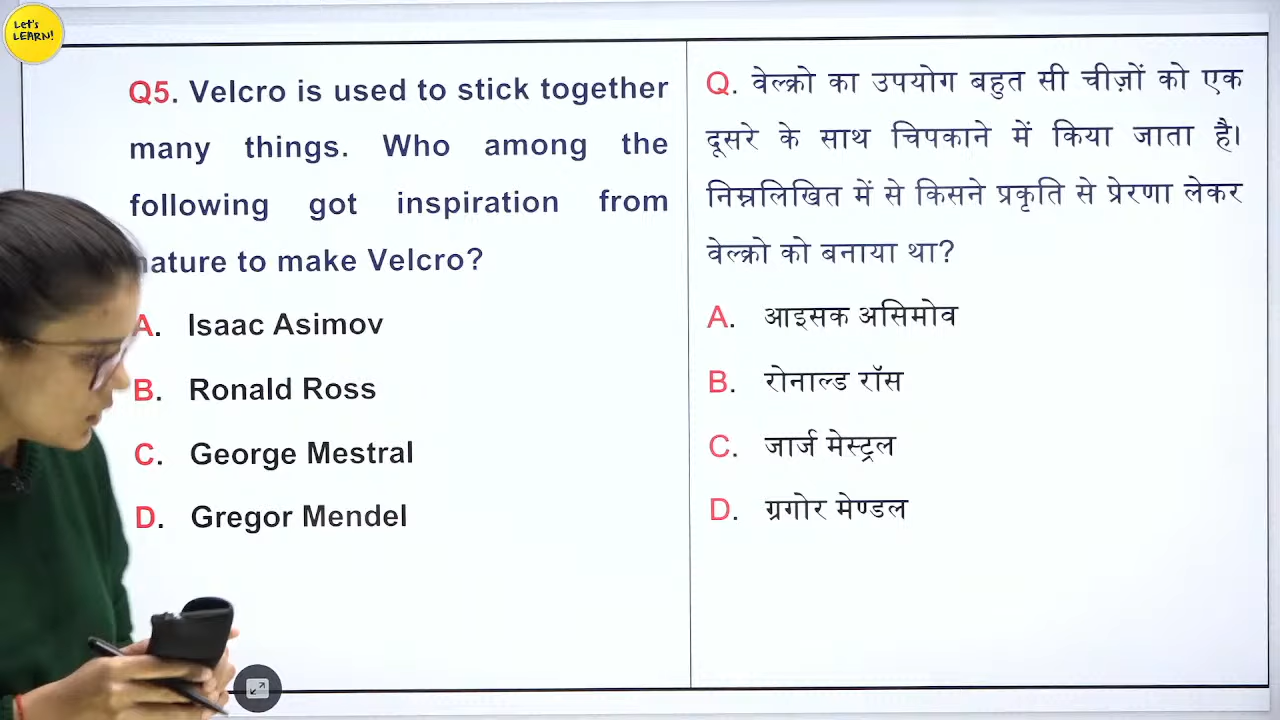 Let's
LEARN!
Q5. Velcro is used to stick together
many things. Who among the
following got inspiration from
nature to make Velcro?
A. Isaac Asimov
B. Ronald Ross
C. George Mestral
D. Gregor Mendel
Q. वेल्क्रो का उपयोग बहुत सी चीज़ों को एक
दूसरे के साथ चिपकाने में किया जाता है।
निम्नलिखित में से किसने प्रकृति से प्रेरणा लेकर
वेल्क्रो को बनाया था?
A. आइसक असिमोव
B. रोनाल्ड रॉस
C. जार्ज मेस्ट्रल
D. ग्रगोर मेण्डल